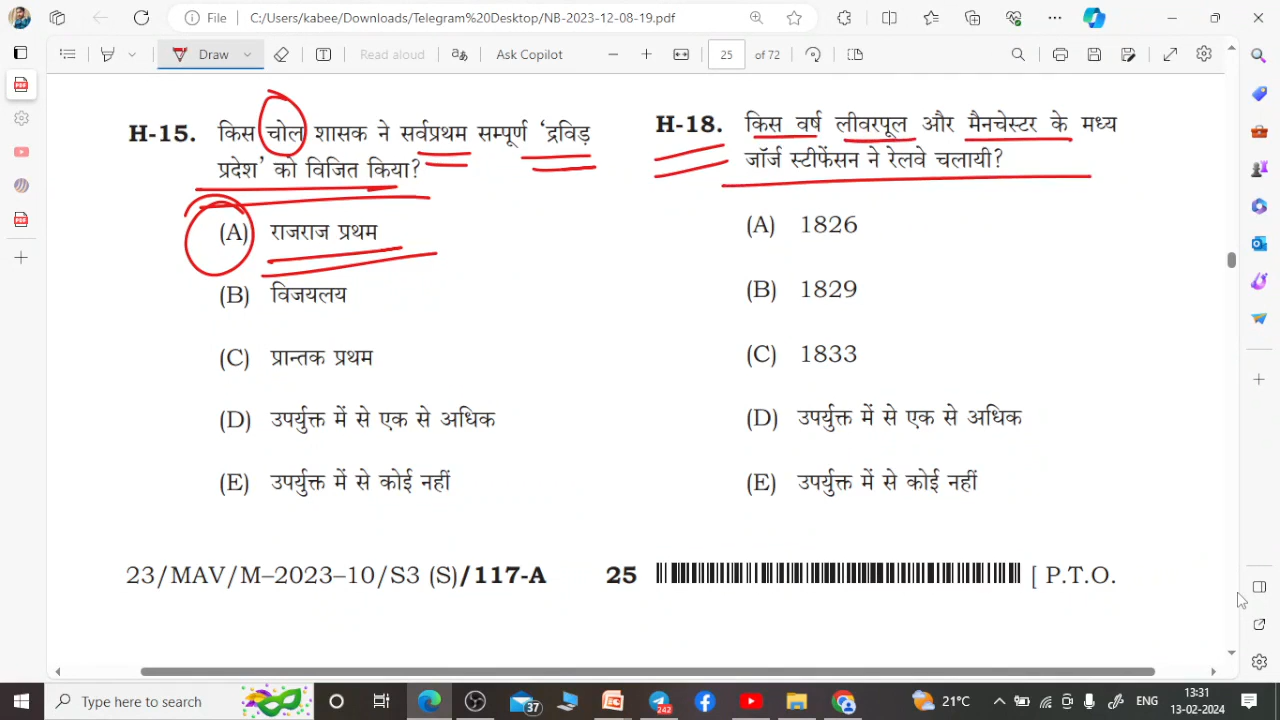 File
C:/Users/kabee/Downloads/Telegram%20Desktop/NB-2023-12-08-19.pdf
Draw
Read aloud
Ask Copilot
25
of 72
H-15. किस चोल शासक ने सर्वप्रथम सम्पूर्ण ‘द्रविड़
प्रदेश’ को विजित किया?
(A) राजराज प्रथम
(B) विजयलय
(C) प्रान्तक प्रथम
(D) उपर्युक्त में से एक से अधिक
(E) उपर्युक्त में से कोई नहीं
H-18. किस वर्ष लीवरपूल और मैनचेस्टर के मध्य
जॉर्ज स्टीफेंसन ने रेलवे चलायी?
(A) 1826
(B) 1829
(C) 1833
(D) उपर्युक्त में से एक से अधिक
(E) उपर्युक्त में से कोई नहीं
23/MAV/M–2023–10/S3 (S)/117-A
25
[ P.T.O.
Type here to search
37
242
21°C
ENG
13:31
13-02-2024